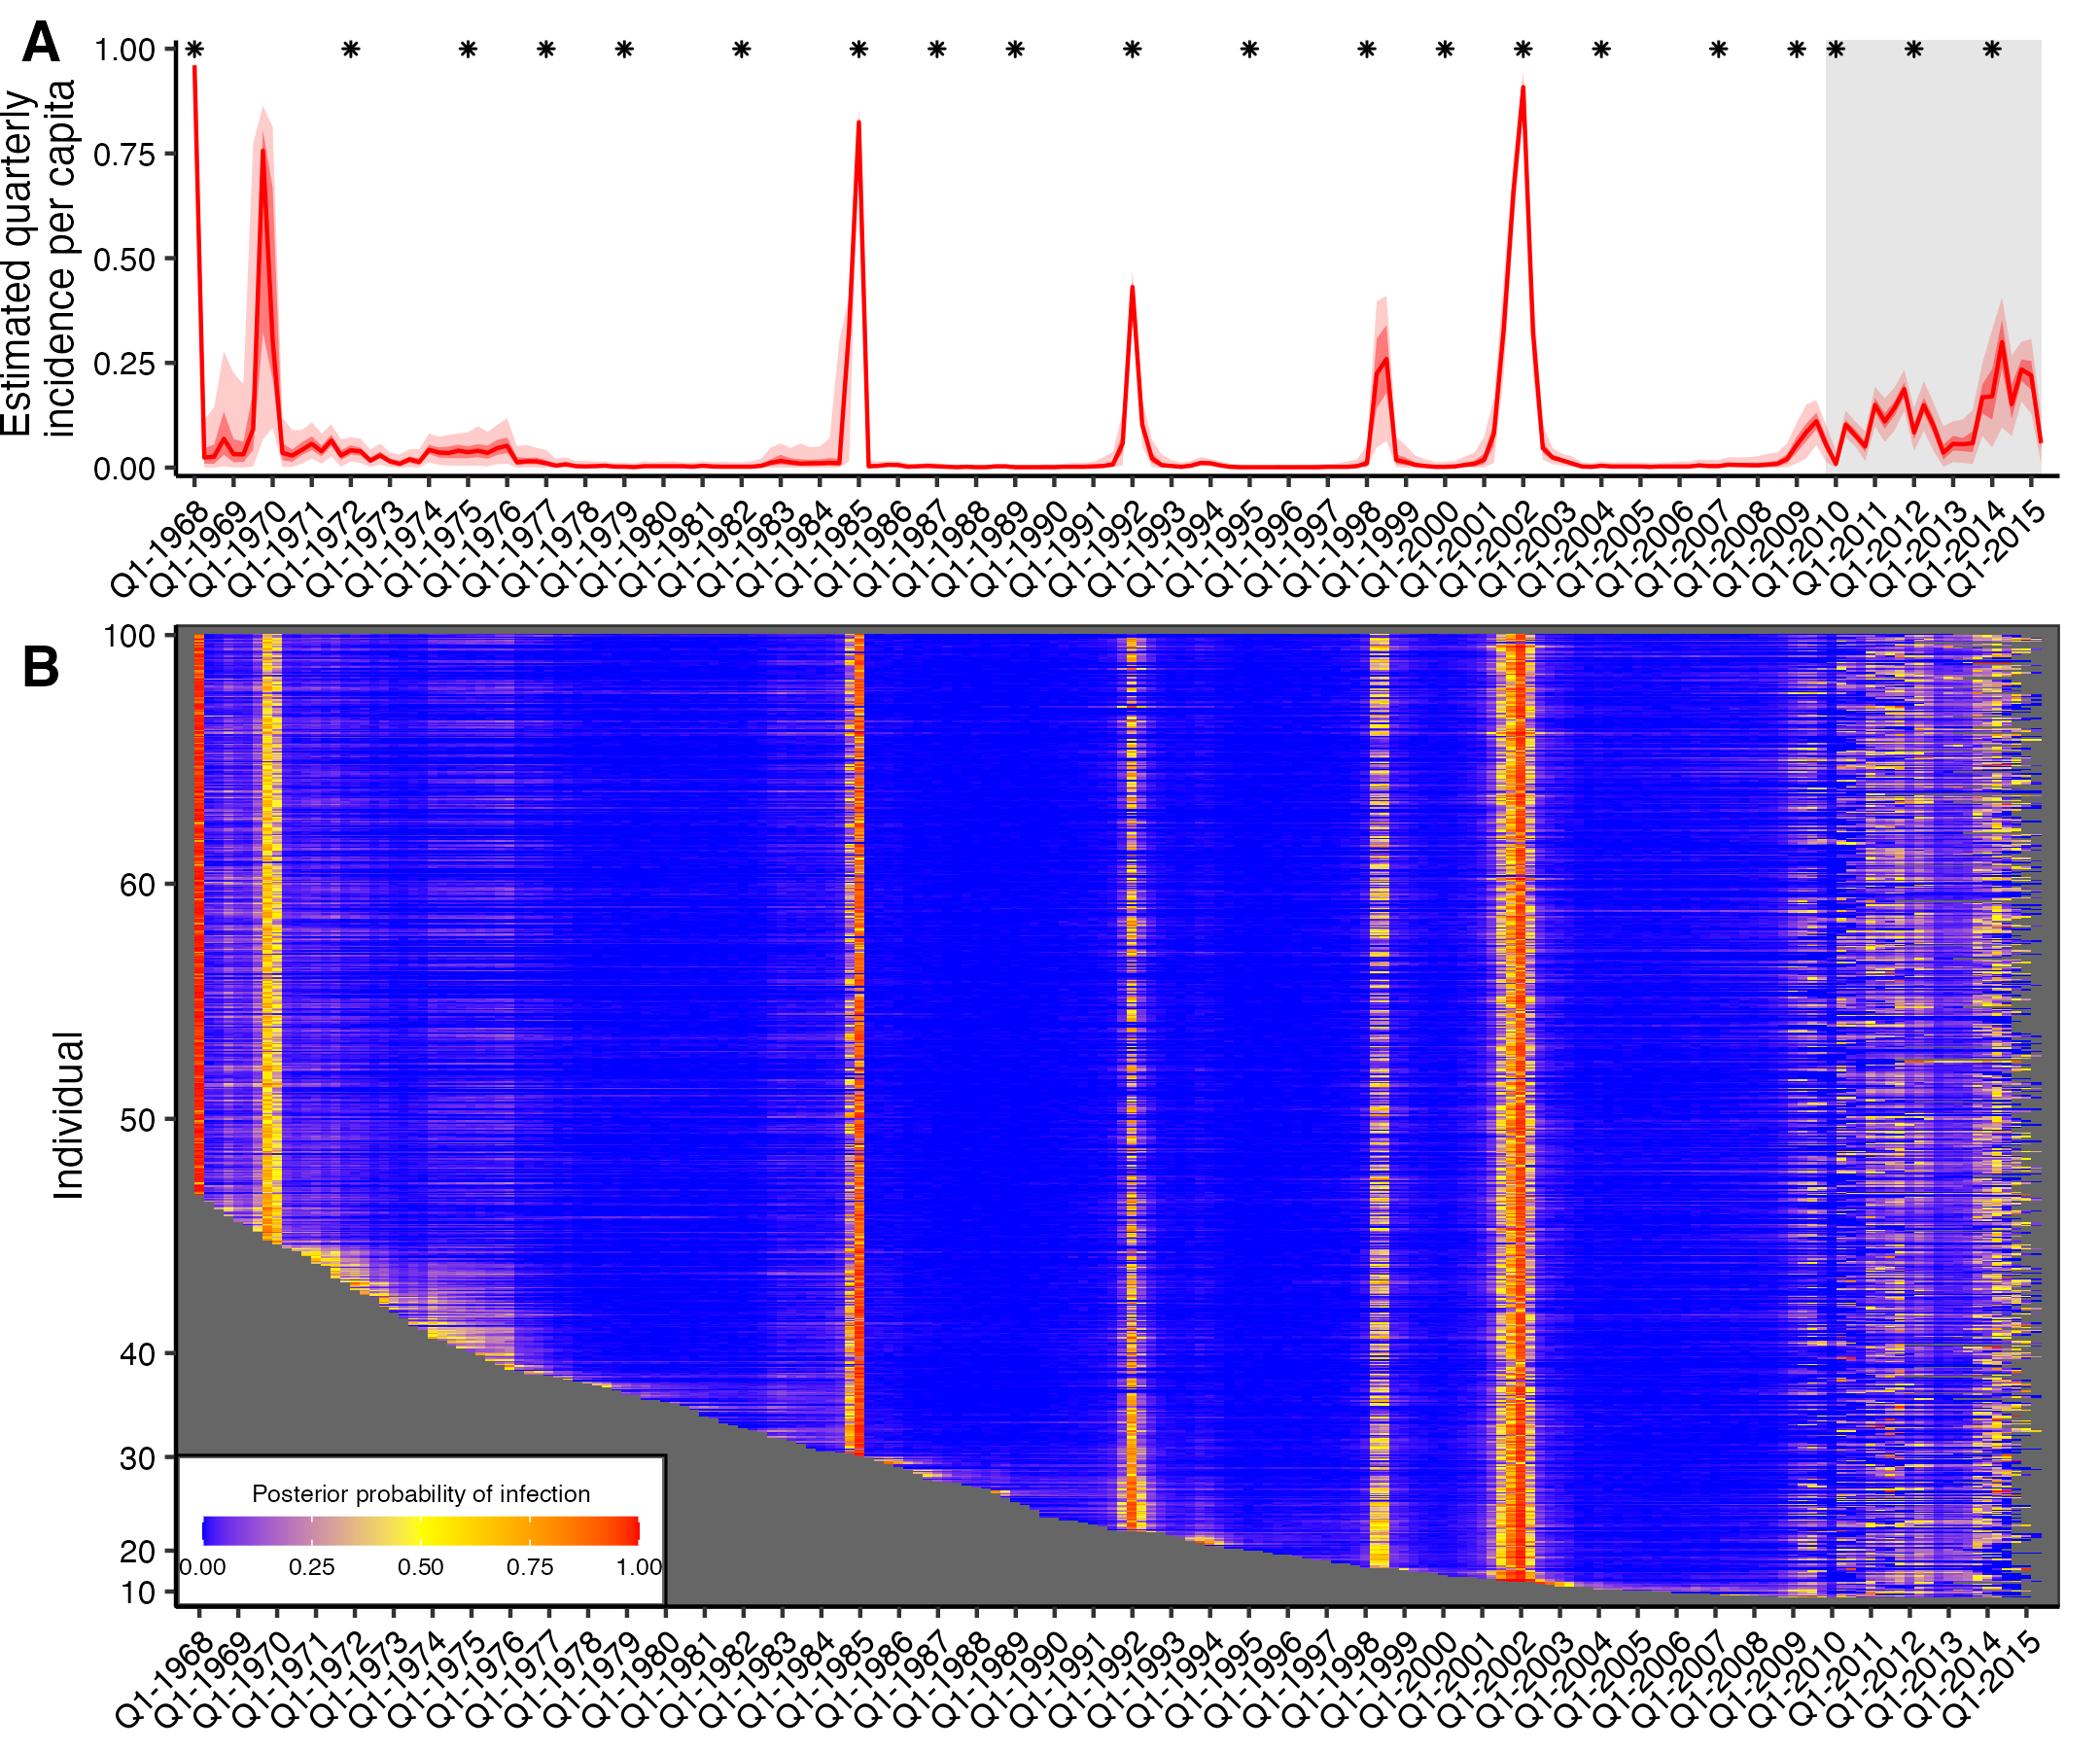 A
Estimated quarterly
incidence per capita
1.00
0.75
0.50
0.25
0.00
Q1-1968
Q1-1969
Q1-1970
Q1-1971
Q1-1972
Q1-1973
Q1-1974
Q1-1975
Q1-1976
Q1-1977
Q1-1978
Q1-1979
Q1-1980
Q1-1981
Q1-1982
Q1-1983
Q1-1984
Q1-1985
Q1-1986
Q1-1987
Q1-1988
Q1-1989
Q1-1990
Q1-1991
Q1-1992
Q1-1993
Q1-1994
Q1-1995
Q1-1996
Q1-1997
Q1-1998
Q1-1999
Q1-2000
Q1-2001
Q1-2002
Q1-2003
Q1-2004
Q1-2005
Q1-2006
Q1-2007
Q1-2008
Q1-2009
Q1-2010
Q1-2011
Q1-2012
Q1-2013
Q1-2014
Q1-2015
B
Individual
100
60
50
40
30
20
10
Posterior probability of infection
0.00 0.25 0.50 0.75 1.00
Q1-1968
Q1-1969
Q1-1970
Q1-1971
Q1-1972
Q1-1973
Q1-1974
Q1-1975
Q1-1976
Q1-1977
Q1-1978
Q1-1979
Q1-1980
Q1-1981
Q1-1982
Q1-1983
Q1-1984
Q1-1985
Q1-1986
Q1-1987
Q1-1988
Q1-1989
Q1-1990
Q1-1991
Q1-1992
Q1-1993
Q1-1994
Q1-1995
Q1-1996
Q1-1997
Q1-1998
Q1-1999
Q1-2000
Q1-2001
Q1-2002
Q1-2003
Q1-2004
Q1-2005
Q1-2006
Q1-2007
Q1-2008
Q1-2009
Q1-2010
Q1-2011
Q1-2012
Q1-2013
Q1-2014
Q1-2015